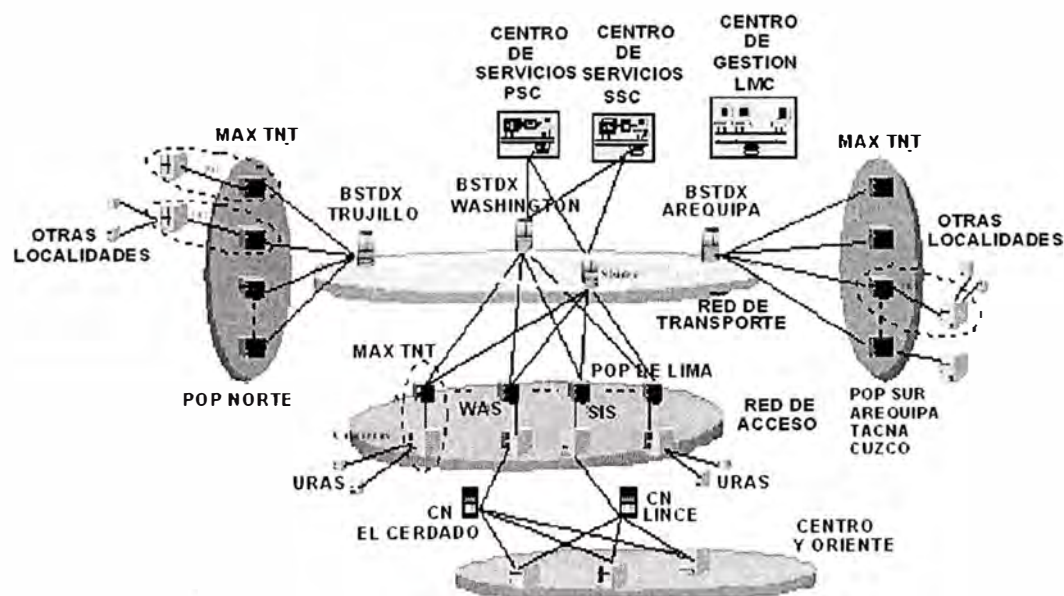 CENTRO
DE
SERVICIOS
PSC
CENTRO
DE
SERVICIOS
SSC
CENTRO
DE
GESTION
LMC
MAX TNT
MAX TNT
BSTDX
TRUJILLO
BSTDX
WASHINGTON
BSTDX
AREQUIPA
OTRAS
LOCALIDADES
OTRAS
LOCALIDADES
RED DE
TRANSPORTE
MAX TNT
POP DE LIMA
POP NORTE
WAS
SIS
RED DE
ACCESO
POP SUR
AREQUIPA
TACNA
CUZCO
URAS
URAS
CN
EL CERDADO
CN
LINCE
CENTRO
Y ORIENTE